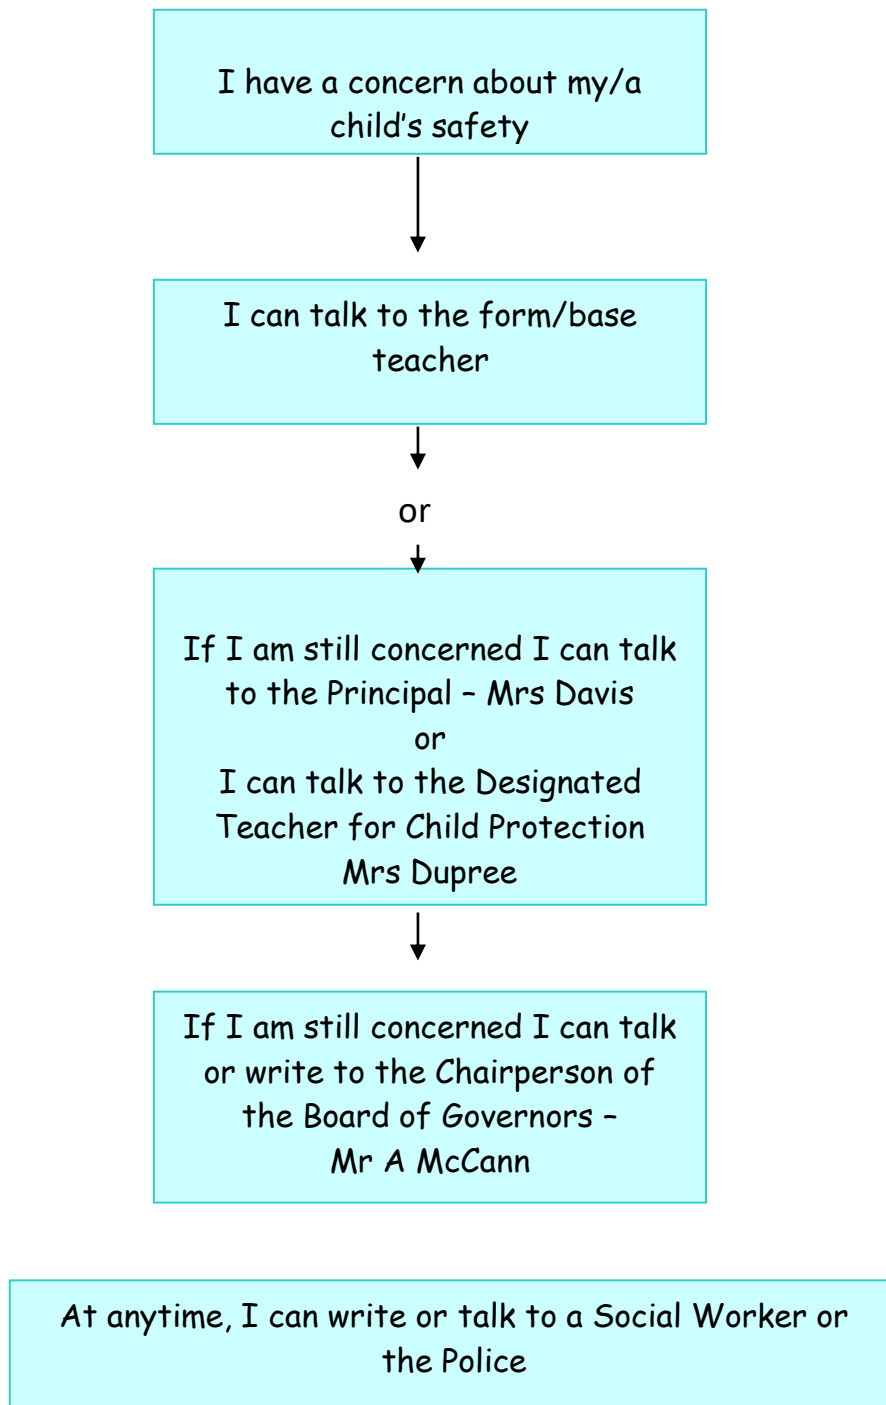 I have a concern about my/a
child's safety
I can talk to the form/base
teacher
or
If I am still concerned I can talk
to the Principal – Mrs Davis
or
I can talk to the Designated
Teacher for Child Protection
Mrs Dupree
If I am still concerned I can talk
or write to the Chairperson of
the Board of Governors –
Mr A McCann
At anytime, I can write or talk to a Social Worker or
the Police